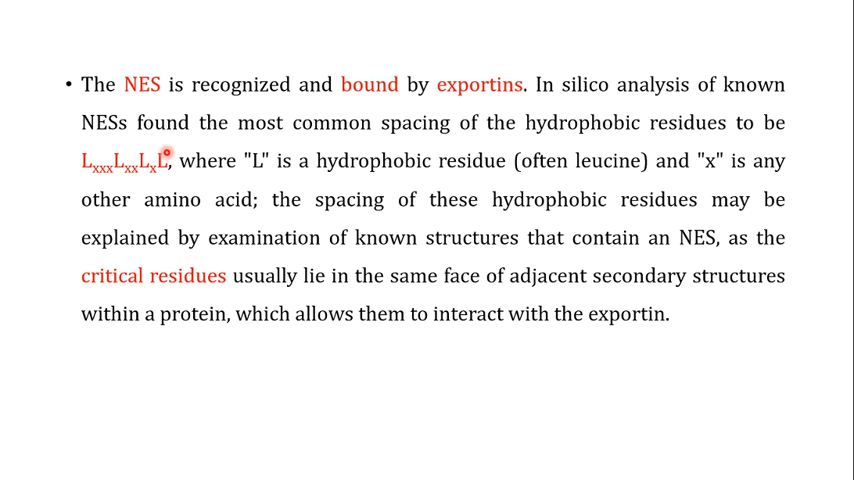 • The NES is recognized and bound by exportins. In silico analysis of known
NESs found the most common spacing of the hydrophobic residues to be
LxxxLxxLxL, where "L" is a hydrophobic residue (often leucine) and "x" is any
other amino acid; the spacing of these hydrophobic residues may be
explained by examination of known structures that contain an NES, as the
critical residues usually lie in the same face of adjacent secondary structures
within a protein, which allows them to interact with the exportin.